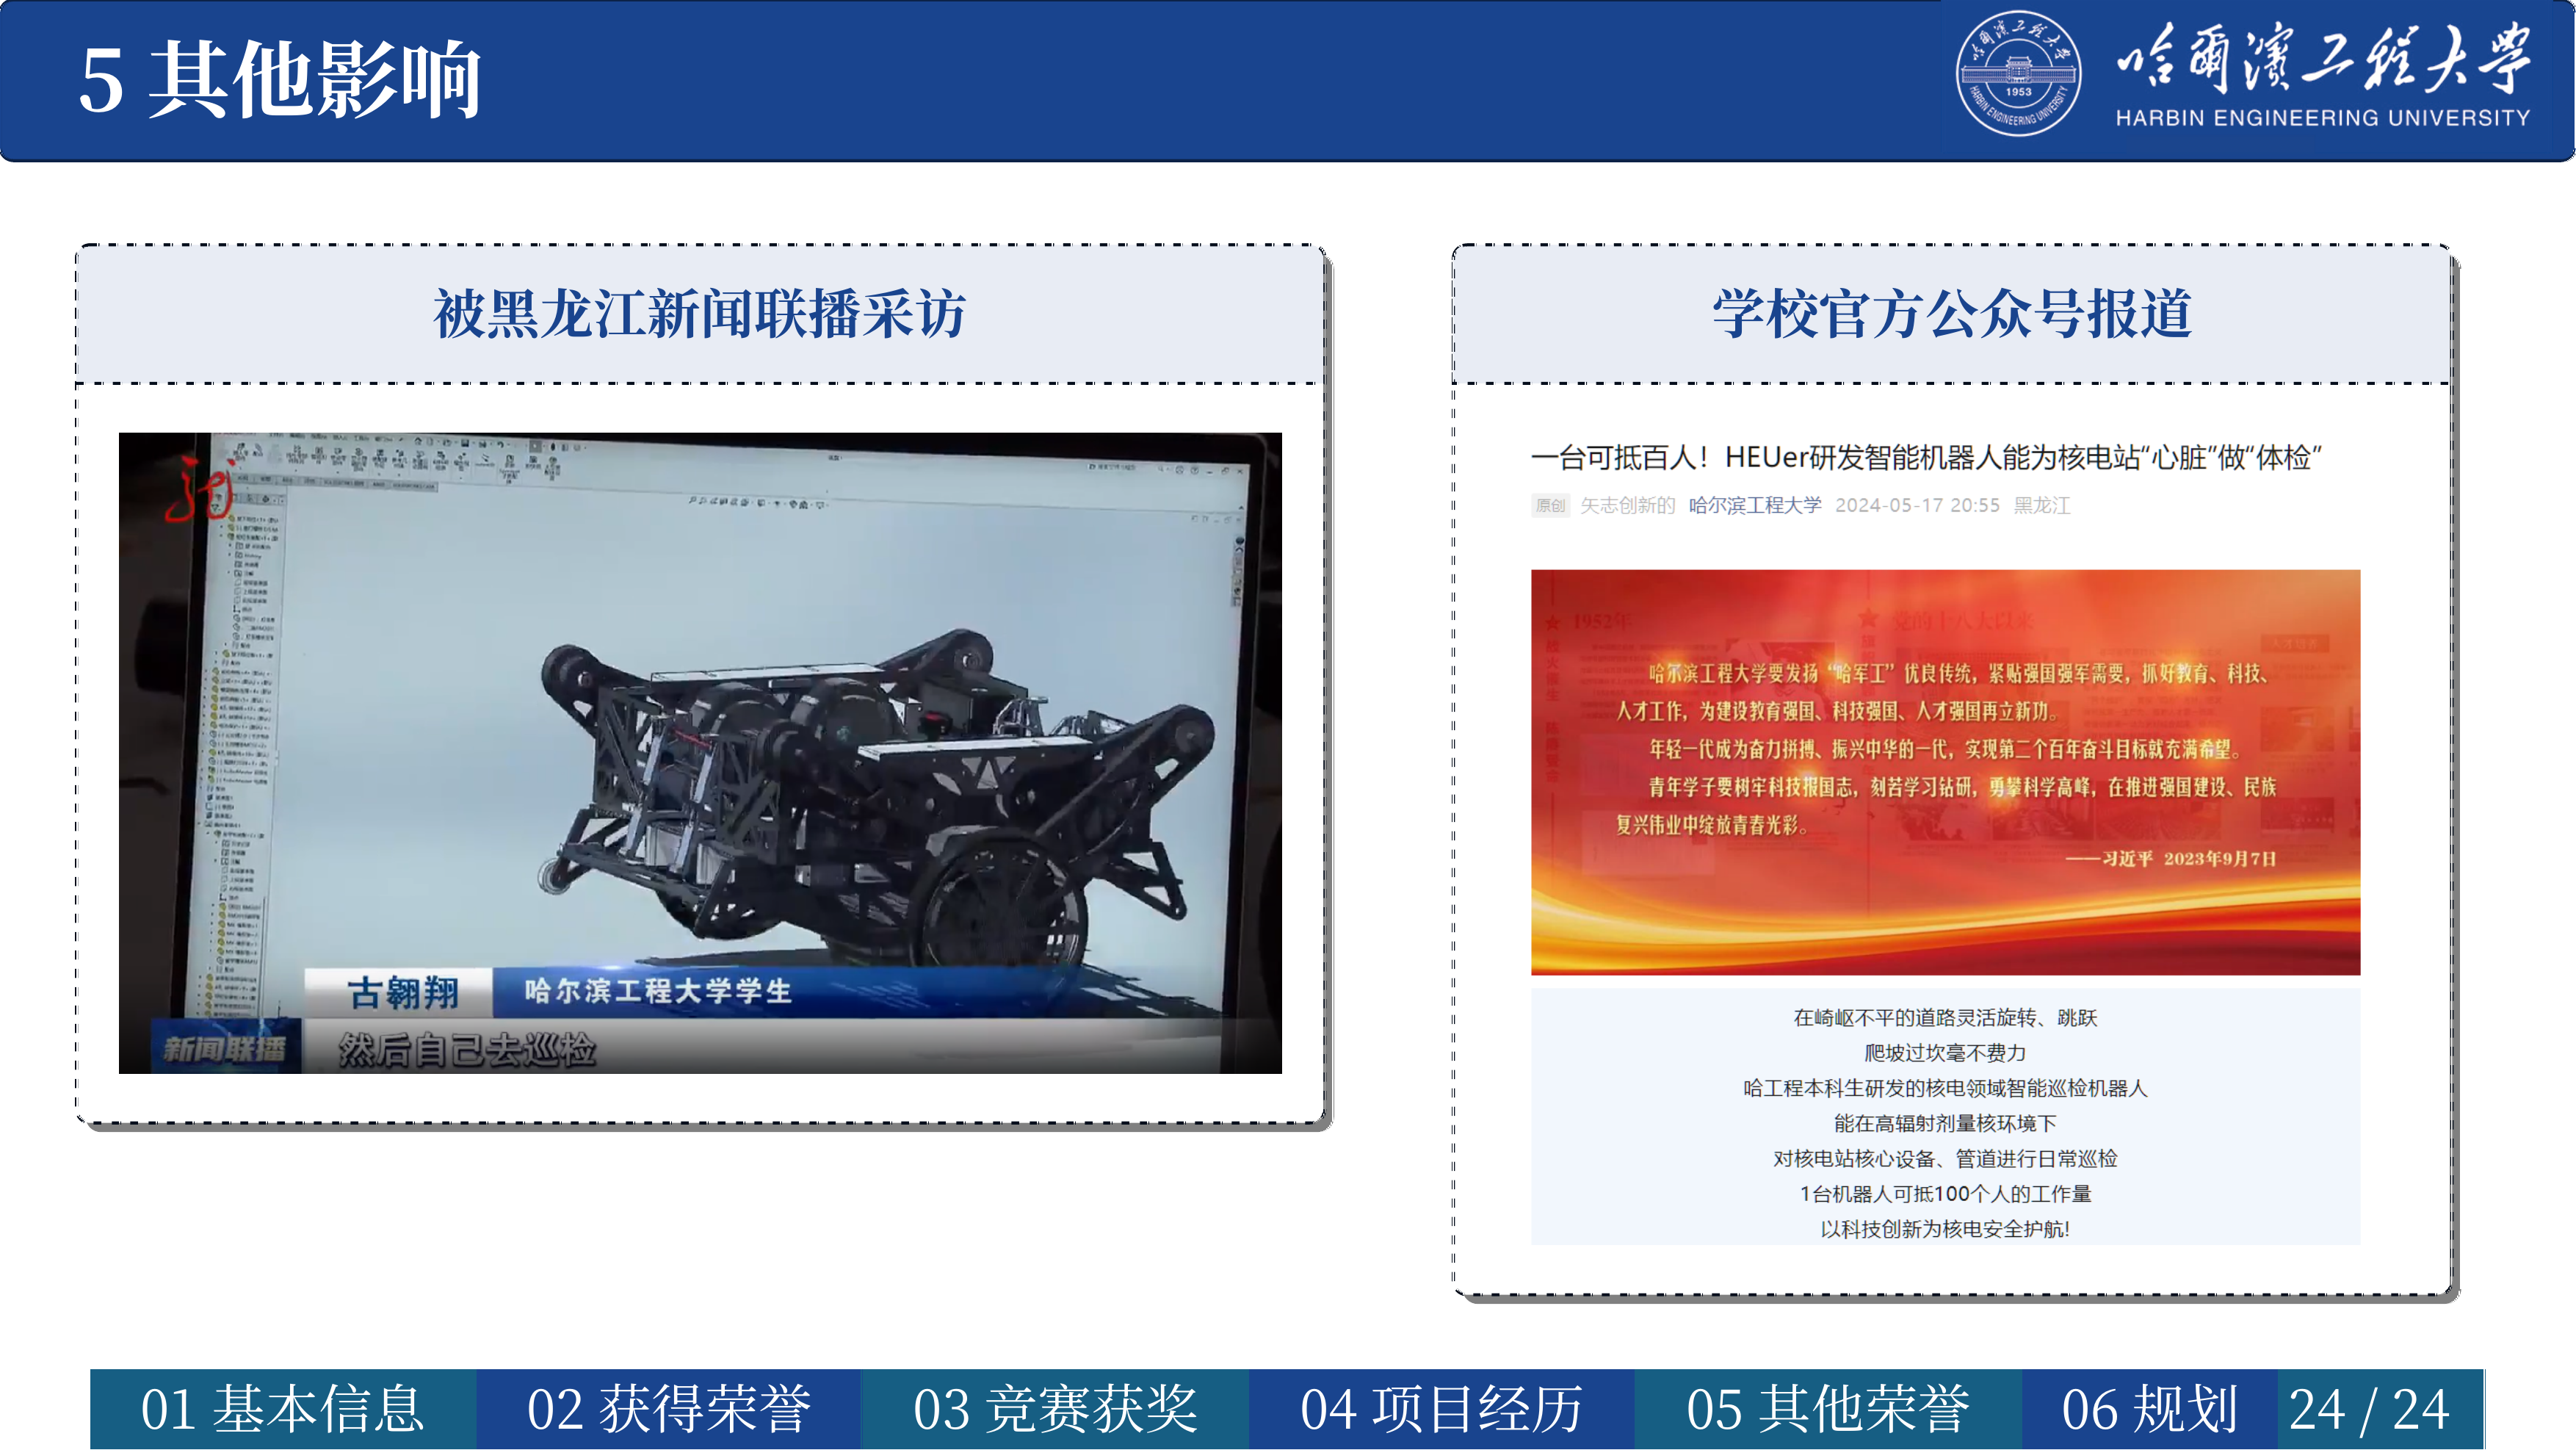 5 其他影响
哈爾濱工程大學
HARBIN ENGINEERING UNIVERSITY
1953
HARBIN ENGINEERING UNIVERSITY
被黑龙江新闻联播采访
古翱翔 哈尔滨工程大学学生
新闻联播 然后自己去巡检
学校官方公众号报道
一台可抵百人！HEUer研发智能机器人能为核电站“心脏”做“体检”
原创 矢志创新的 哈尔滨工程大学 2024-05-17 20:55 黑龙江
1952年 党的十八大以来
哈尔滨工程大学要发扬“哈军工”优良传统，紧贴强国强军需要，抓好教育、科技、
人才工作，为建设教育强国、科技强国、人才强国再立新功。
年轻一代成为奋力拼搏、振兴中华的一代，实现第二个百年奋斗目标就充满希望。
青年学子要树牢科技报国志，刻苦学习钻研，勇攀科学高峰，在推进强国建设、民族
复兴伟业中绽放青春光彩。
——习近平 2023年9月7日
在崎岖不平的道路灵活旋转、跳跃
爬坡过坎毫不费力
哈工程本科生研发的核电领域智能巡检机器人
能在高辐射剂量核环境下
对核电站核心设备、管道进行日常巡检
1台机器人可抵100个人的工作量
以科技创新为核电安全护航!
01 基本信息 02 获得荣誉 03 竞赛获奖 04 项目经历 05 其他荣誉 06 规划 24 / 24